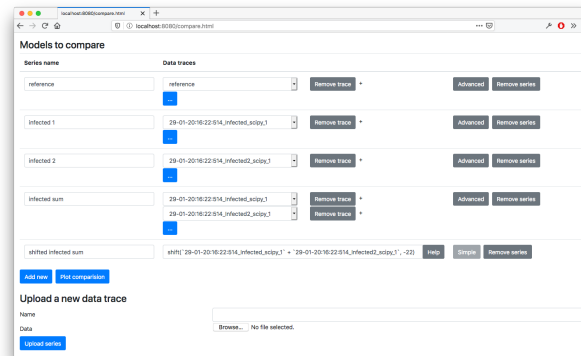 localhost:8080/compare.html
localhost:8080/compare.html
Models to compare
Series name Data traces
reference reference Remove trace + Advanced Remove series
...
infected 1 29-01-20:16:22:514_infected_scipy_1 Remove trace + Advanced Remove series
...
infected 2 29-01-20:16:22:514_infected2_scipy_1 Remove trace + Advanced Remove series
...
infected sum 29-01-20:16:22:514_infected_scipy_1 Remove trace + Advanced Remove series
29-01-20:16:22:514_infected2_scipy_1 Remove trace +
...
shifted infected sum shift(`29-01-20:16:22:514_infected_scipy_1` + `29-01-20:16:22:514_infected2_scipy_1`, -22) Help Simple Remove series
Add new Plot comparision
Upload a new data trace
Name
Data Browse... No file selected.
Upload series